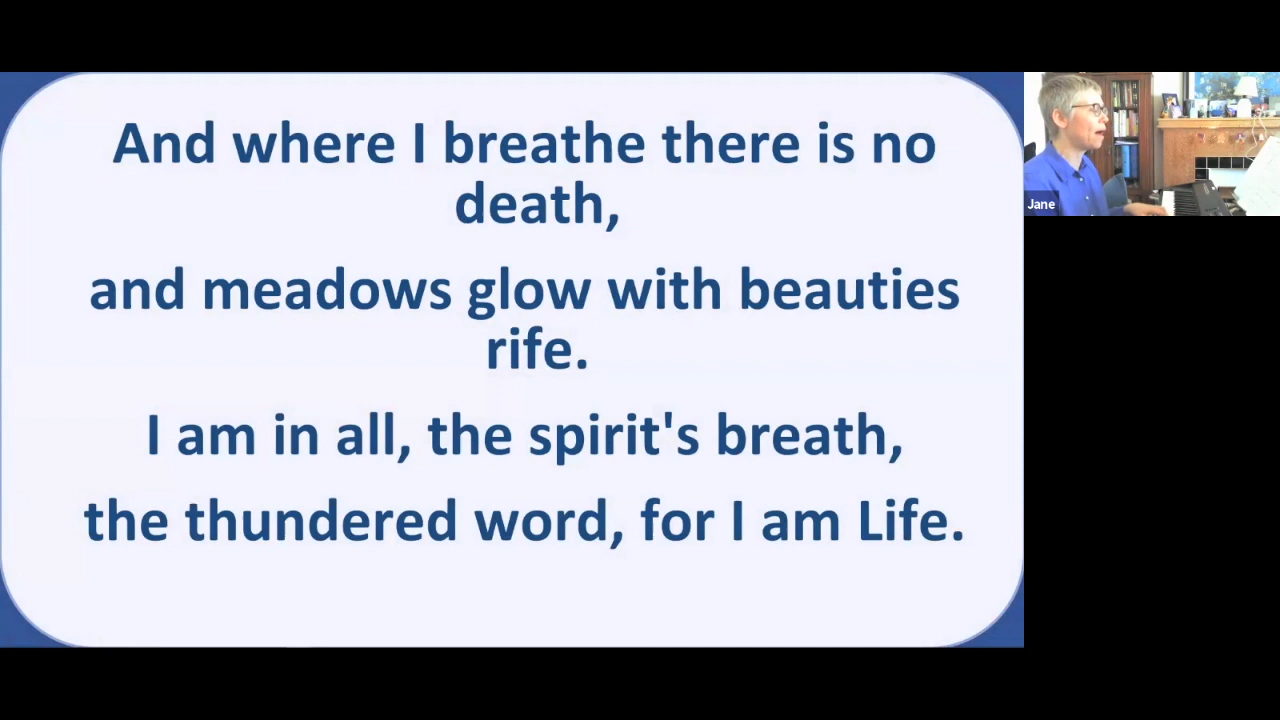 And where I breathe there is no
death,
and meadows glow with beauties
rife.
I am in all, the spirit's breath,
the thundered word, for I am Life.
Jane